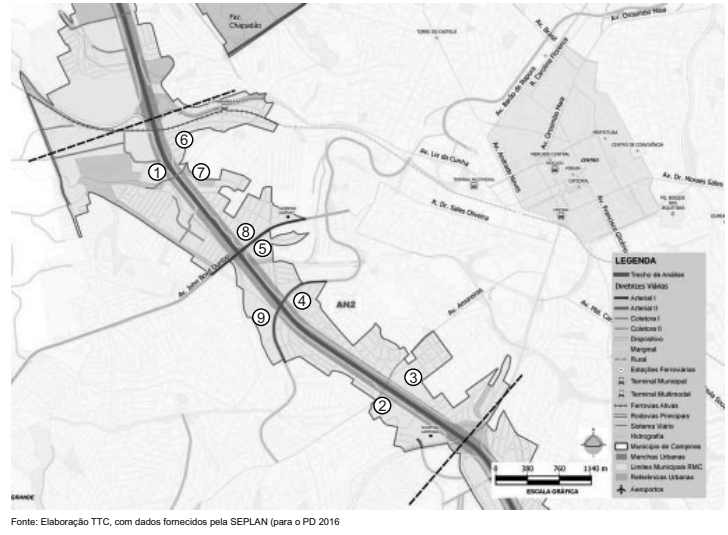 Faz.
Chapadão
TORRE DO CASTELO
Av. Brasil
Av. Orosimbo Maia
R. Carolina Florence
Av. Barão de Itapura
Av. Orosimbo Maia
Av. Andrade Neves
PREFEITURA
CENTRO DE CONVIVÊNCIA
MERCADO CENTRAL
CENTRO
FORUM
CATEDRAL
Av. Lix da Cunha
TERMINAL MULTIMODAL
Av. Dr. Moraes Sales
R. Dr. Sales Oliveira
Av. Francisco Glicério
6
1
7
8
5
Av. John Boyd Dunlop
4
AN2
9
Av. Amoreiras
3
2
LEGENDA
Trecho de Análise
Diretrizes Viárias
Arterial I
Arterial II
Coletora I
Coletora II
Dispositivo
Marginal
Rural
Estações Ferroviárias
Terminal Municipal
Terminal Multimodal
Ferrovias Ativas
Rodovias Principais
Sistema Viário
Hidrografia
Município de Campinas
Manchas Urbanas
Limites Municipais RMC
Referências Urbanas
Aeroportos
0 380 760 1140 m
ESCALA GRÁFICA
GRANDE
Fonte: Elaboração TTC, com dados fornecidos pela SEPLAN (para o PD 2016